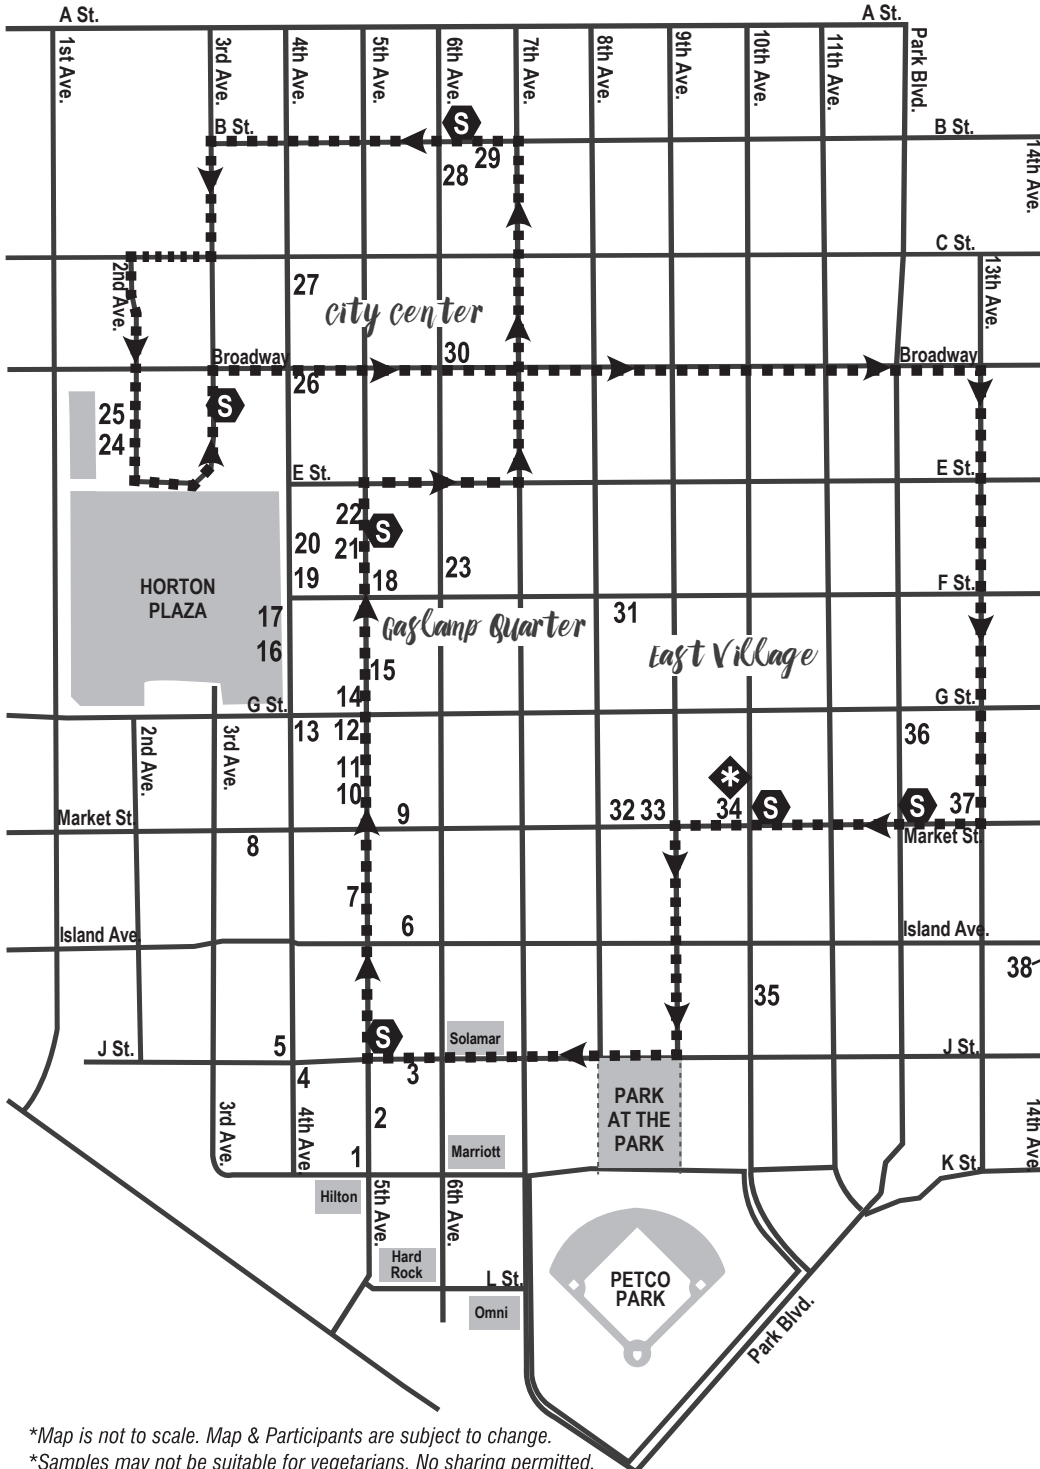 A St.
A St.
1st Ave.
3rd Ave.
4th Ave.
5th Ave.
6th Ave.
7th Ave.
8th Ave.
9th Ave.
10th Ave.
11th Ave.
Park Blvd.
B St.
S
B St.
29
28
14th Ave.
C St.
2nd Ave.
27
13th Ave.
City Center
Broadway
30
Broadway
26
25
S
24
E St.
E St.
22
S
20
21
23
19
18
F St.
HORTON
PLAZA
17
31
Gaslamp Quarter
16
East Village
15
14
G St.
G St.
2nd Ave.
3rd Ave.
13
12
36
11
*
10
Market St.
9
32
33
34
S
S
37
Market St.
8
7
6
Island Ave.
Island Ave.
38
35
S
Solamar
J St.
5
J St.
4
3
PARK
AT THE
PARK
2
3rd Ave.
4th Ave.
14th Ave.
1
Marriott
K St.
Hilton
5th Ave.
6th Ave.
Hard
Rock
L St.
Omni
PETCO
PARK
Park Blvd.
*Map is not to scale. Map & Participants are subject to change.
*Samples may not be suitable for vegetarians. No sharing permitted.